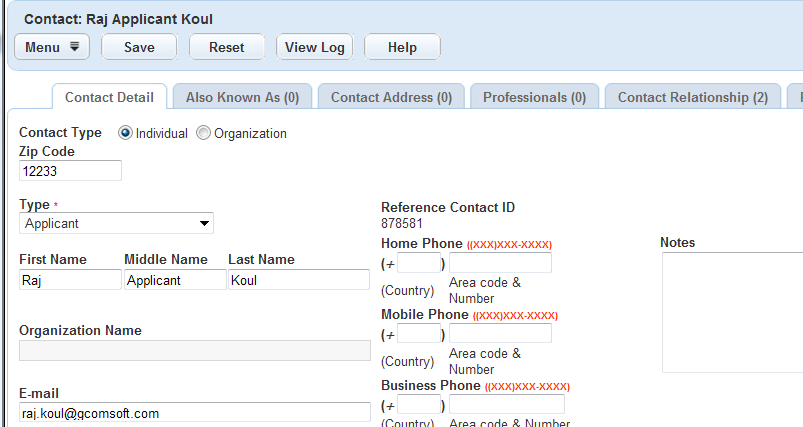 Contact: Raj Applicant Koul
Menu Save Reset View Log Help
Contact Detail Also Known As (0) Contact Address (0) Professionals (0) Contact Relationship (2)
Contact Type Individual Organization
Zip Code
12233
Type *
Applicant
Reference Contact ID
878581
First Name Middle Name Last Name
Raj Applicant Koul
Organization Name
E-mail
raj.koul@gcomsoft.com
Home Phone ((XXX)XXX-XXXX)
(+ )
(Country) Area code &
Number
Mobile Phone ((XXX)XXX-XXXX)
(+ )
(Country) Area code &
Number
Business Phone ((XXX)XXX-XXXX)
(+ )
(Country) Area code & Number
Notes